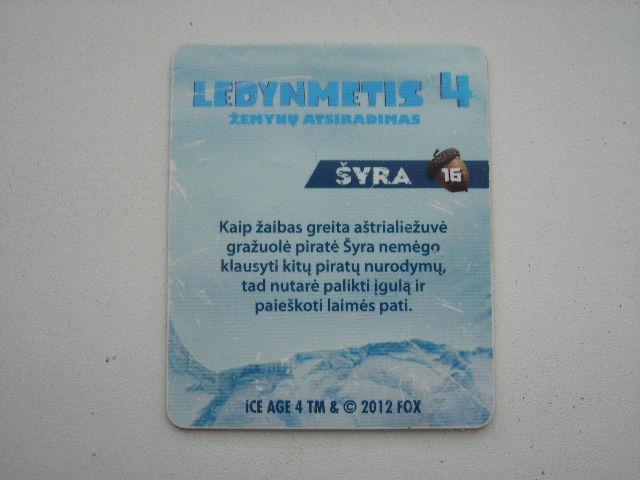 LEDYNMETIS 4
ŽEMYNŲ ATSIRADIMAS
ŠYRA 16
Kaip žaibas greita aštrialiežuvė
gražuolė piratė Šyra nemėgo
klausyti kitų piratų nurodymų,
tad nutarė palikti įgulą ir
paieškoti laimės pati.
iCE AGE 4 TM & © 2012 FOX